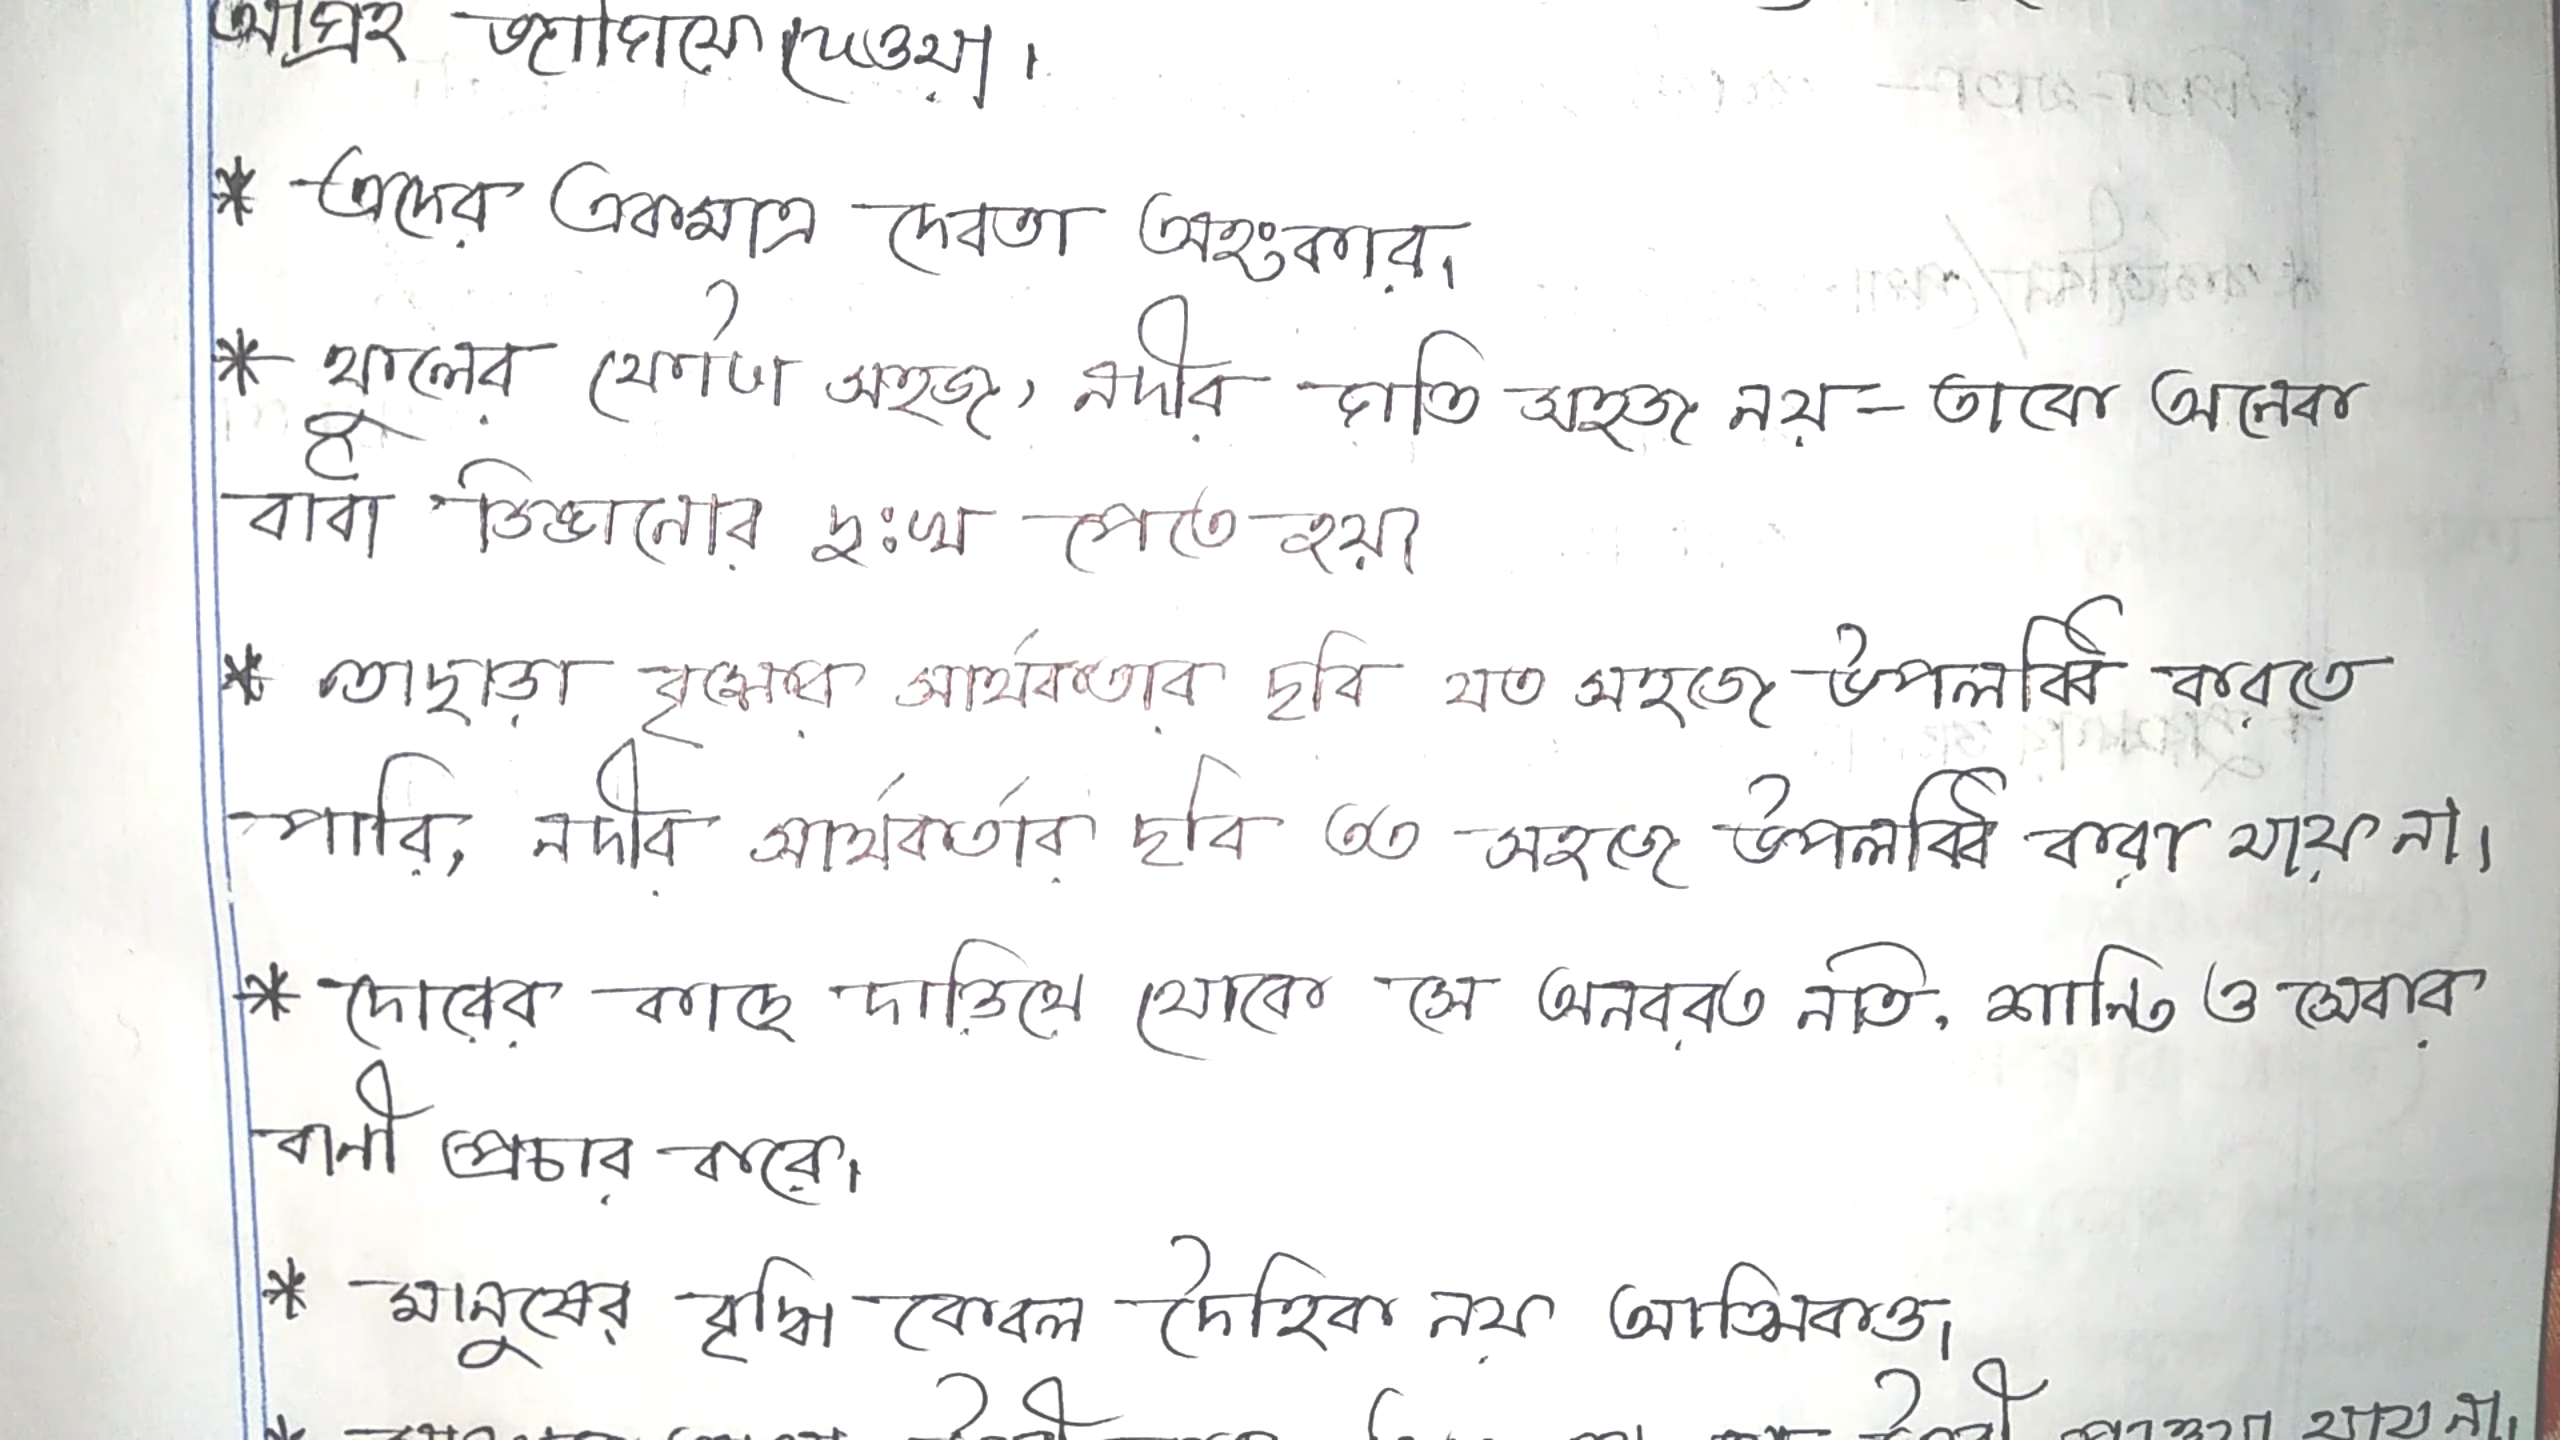 আগ্রহ জাগিয়ে দেওয়া।
* তাদের একমাত্র দেবতা অহংকার।
* ফুলের ফোটা সহজ, নদীর গতি সহজ নয় - তাকে অনেক
বাধা ডিঙানোর দুঃখ পেতে হয়।
* তাছাড়া বৃক্ষের সার্থকতার ছবি যত সহজে উপলব্ধি করতে
পারি, নদীর সার্থকতার ছবি তত সহজে উপলব্ধি করা যায় না।
* দোরের কাছে দাড়িয়ে থেকে সে অনবরত নতি, শান্তি ও সেবার
বানী প্রচার করে।
* মানুষের বৃদ্ধি কেবল দৈহিক নয় আত্মিকও।
যায় না।